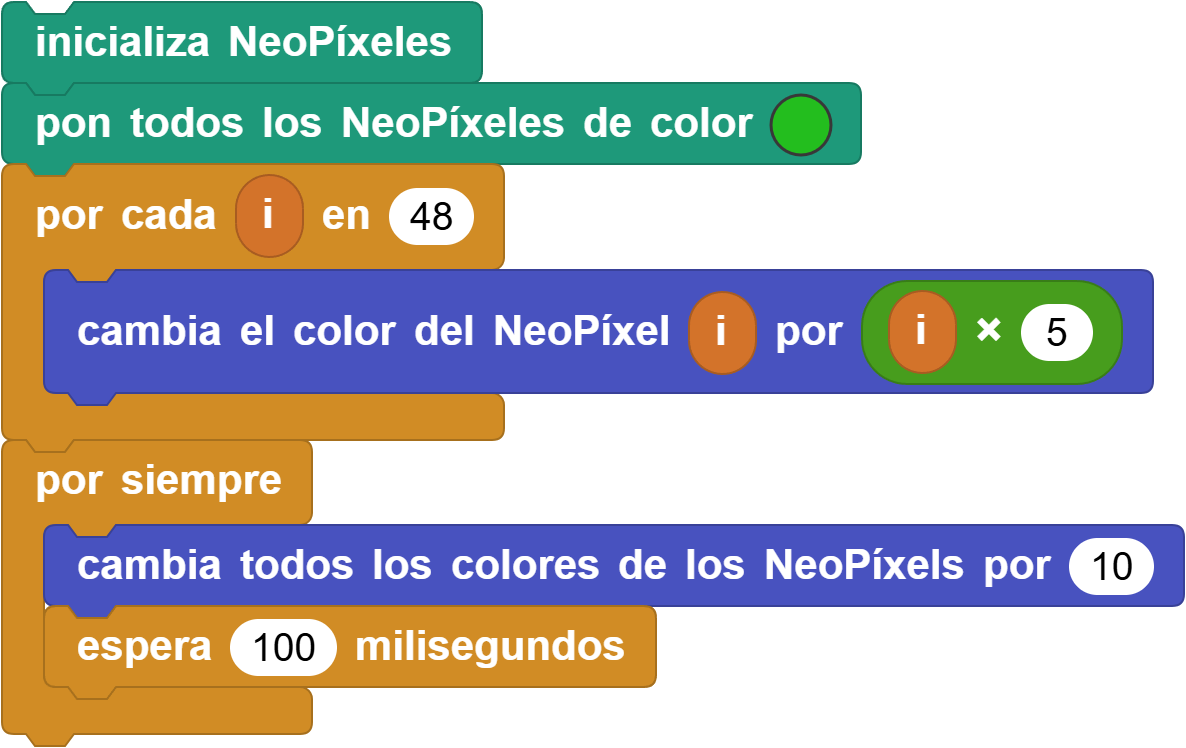 inicializa NeoPíxeles
pon todos los NeoPíxeles de color
por cada i en 48
cambia el color del NeoPíxel i por i × 5
por siempre
cambia todos los colores de los NeoPíxels por 10
espera 100 milisegundos